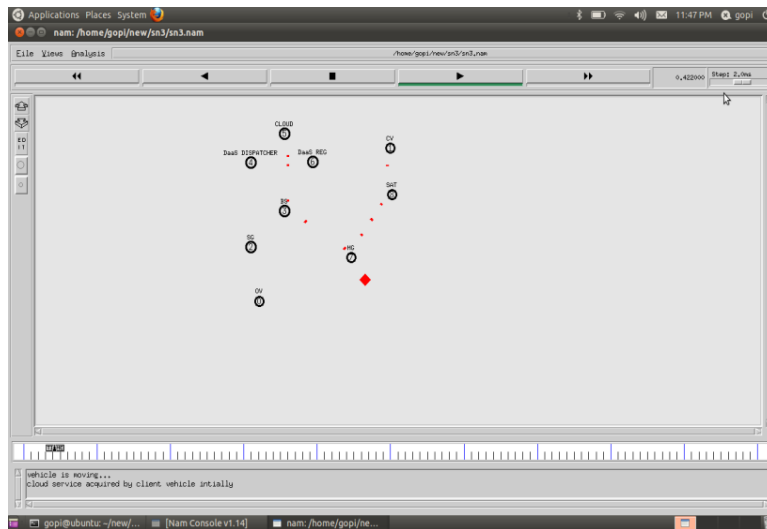 Applications Places System 11:47 PM gopi
nam: /home/gopi/new/sn3/sn3.nam
File Views Analysis /home/gopi/new/sn3/sn3.nam
0.422000 Step: 2.0ms
ED
IT
CLOUD
5
CV
1
DaaS DISPATCHER DaaS REG
4 6
SAT
BS
3
SG
2
HG
7
OV
0
vehicle is moving...
cloud service acquired by client vehicle intially
gopi@ubuntu: ~/new/... [Nam Console v1.14] nam: /home/gopi/ne...